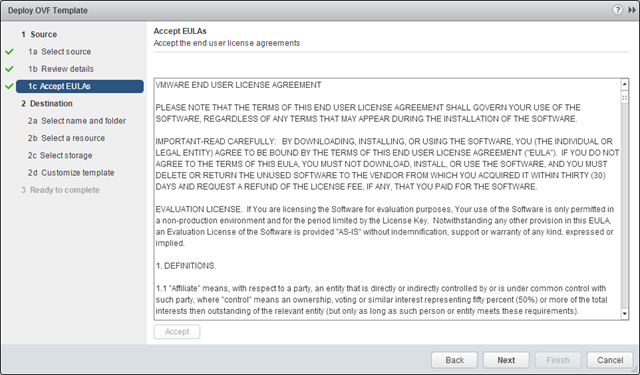 Deploy OVF Template
1 Source
1a Select source
1b Review details
1c Accept EULAs
2 Destination
2a Select name and folder
2b Select a resource
2c Select storage
2d Customize template
3 Ready to complete
Accept EULAs
Accept the end user license agreements
VMWARE END USER LICENSE AGREEMENT
PLEASE NOTE THAT THE TERMS OF THIS END USER LICENSE AGREEMENT SHALL GOVERN YOUR USE OF THE
SOFTWARE, REGARDLESS OF ANY TERMS THAT MAY APPEAR DURING THE INSTALLATION OF THE SOFTWARE.
IMPORTANT-READ CAREFULLY:   BY DOWNLOADING, INSTALLING, OR USING THE SOFTWARE, YOU (THE INDIVIDUAL OR
LEGAL ENTITY) AGREE TO BE BOUND BY THE TERMS OF THIS END USER LICENSE AGREEMENT ("EULA").  IF YOU DO NOT
AGREE TO THE TERMS OF THIS EULA, YOU MUST NOT DOWNLOAD, INSTALL, OR USE THE SOFTWARE, AND YOU MUST
DELETE OR RETURN THE UNUSED SOFTWARE TO THE VENDOR FROM WHICH YOU ACQUIRED IT WITHIN THIRTY (30)
DAYS AND REQUEST A REFUND OF THE LICENSE FEE, IF ANY, THAT YOU PAID FOR THE SOFTWARE.
EVALUATION LICENSE.  If You are licensing the Software for evaluation purposes, Your use of the Software is only permitted in
a non-production environment and for the period limited by the License Key.  Notwithstanding any other provision in this EULA,
an Evaluation License of the Software is provided "AS-IS" without indemnification, support or warranty of any kind, expressed or
implied.
1. DEFINITIONS.
1.1 "Affiliate" means, with respect to a party, an entity that is directly or indirectly controlled by or is under common control with
such party, where "control" means an ownership, voting or similar interest representing fifty percent (50%) or more of the total
interests then outstanding of the relevant entity (but only as long as such person or entity meets these requirements).
Accept
Back
Next
Finish
Cancel